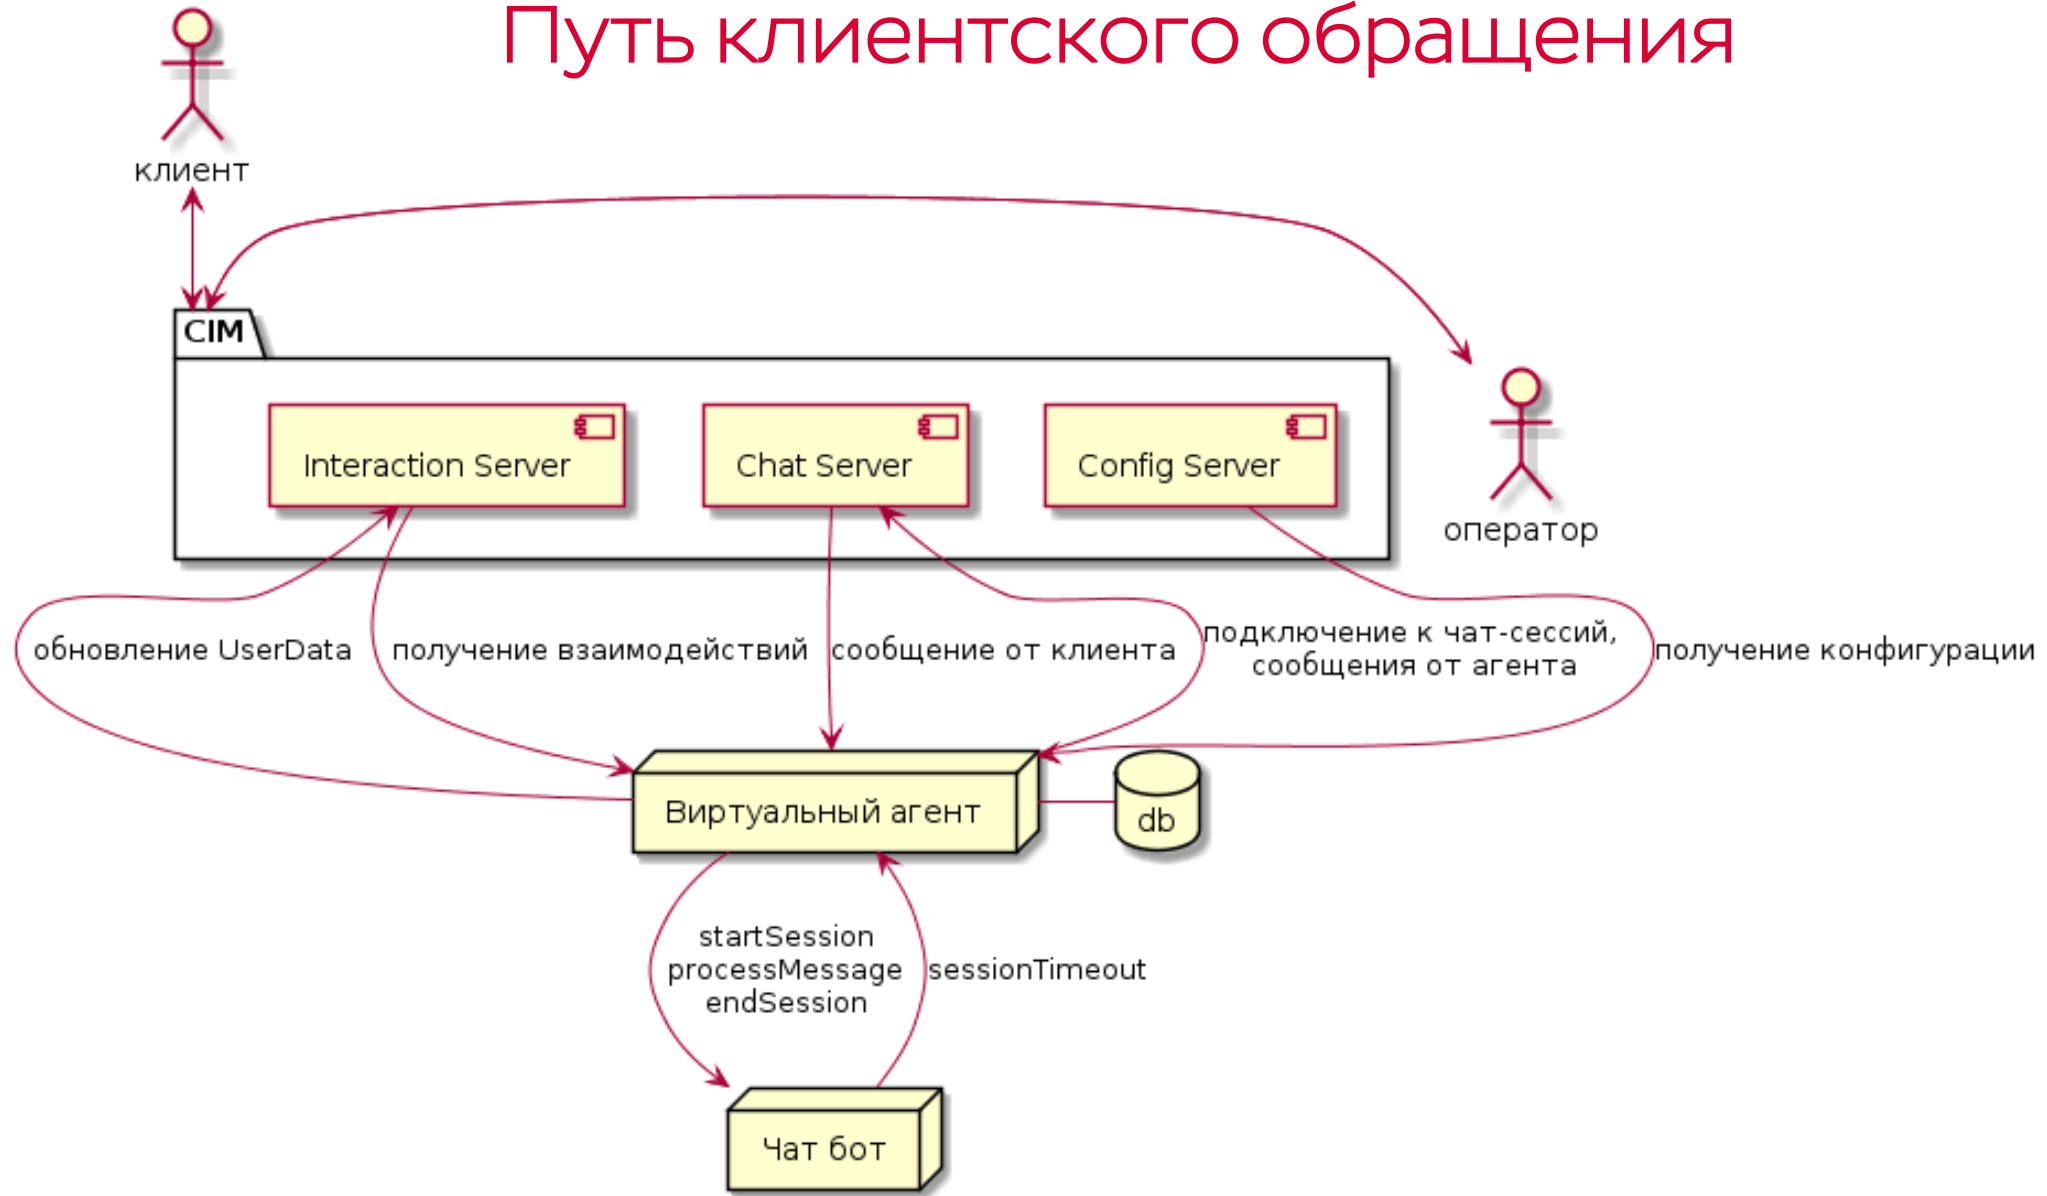 Путь клиентского обращения
клиент
CIM
Interaction Server
Chat Server
Config Server
оператор
обновление UserData
получение взаимодействий
сообщение от клиента
подключение к чат-сессий,
сообщения от агента
получение конфигурации
Виртуальный агент
db
startSession
processMessage
endSession
sessionTimeout
Чат бот